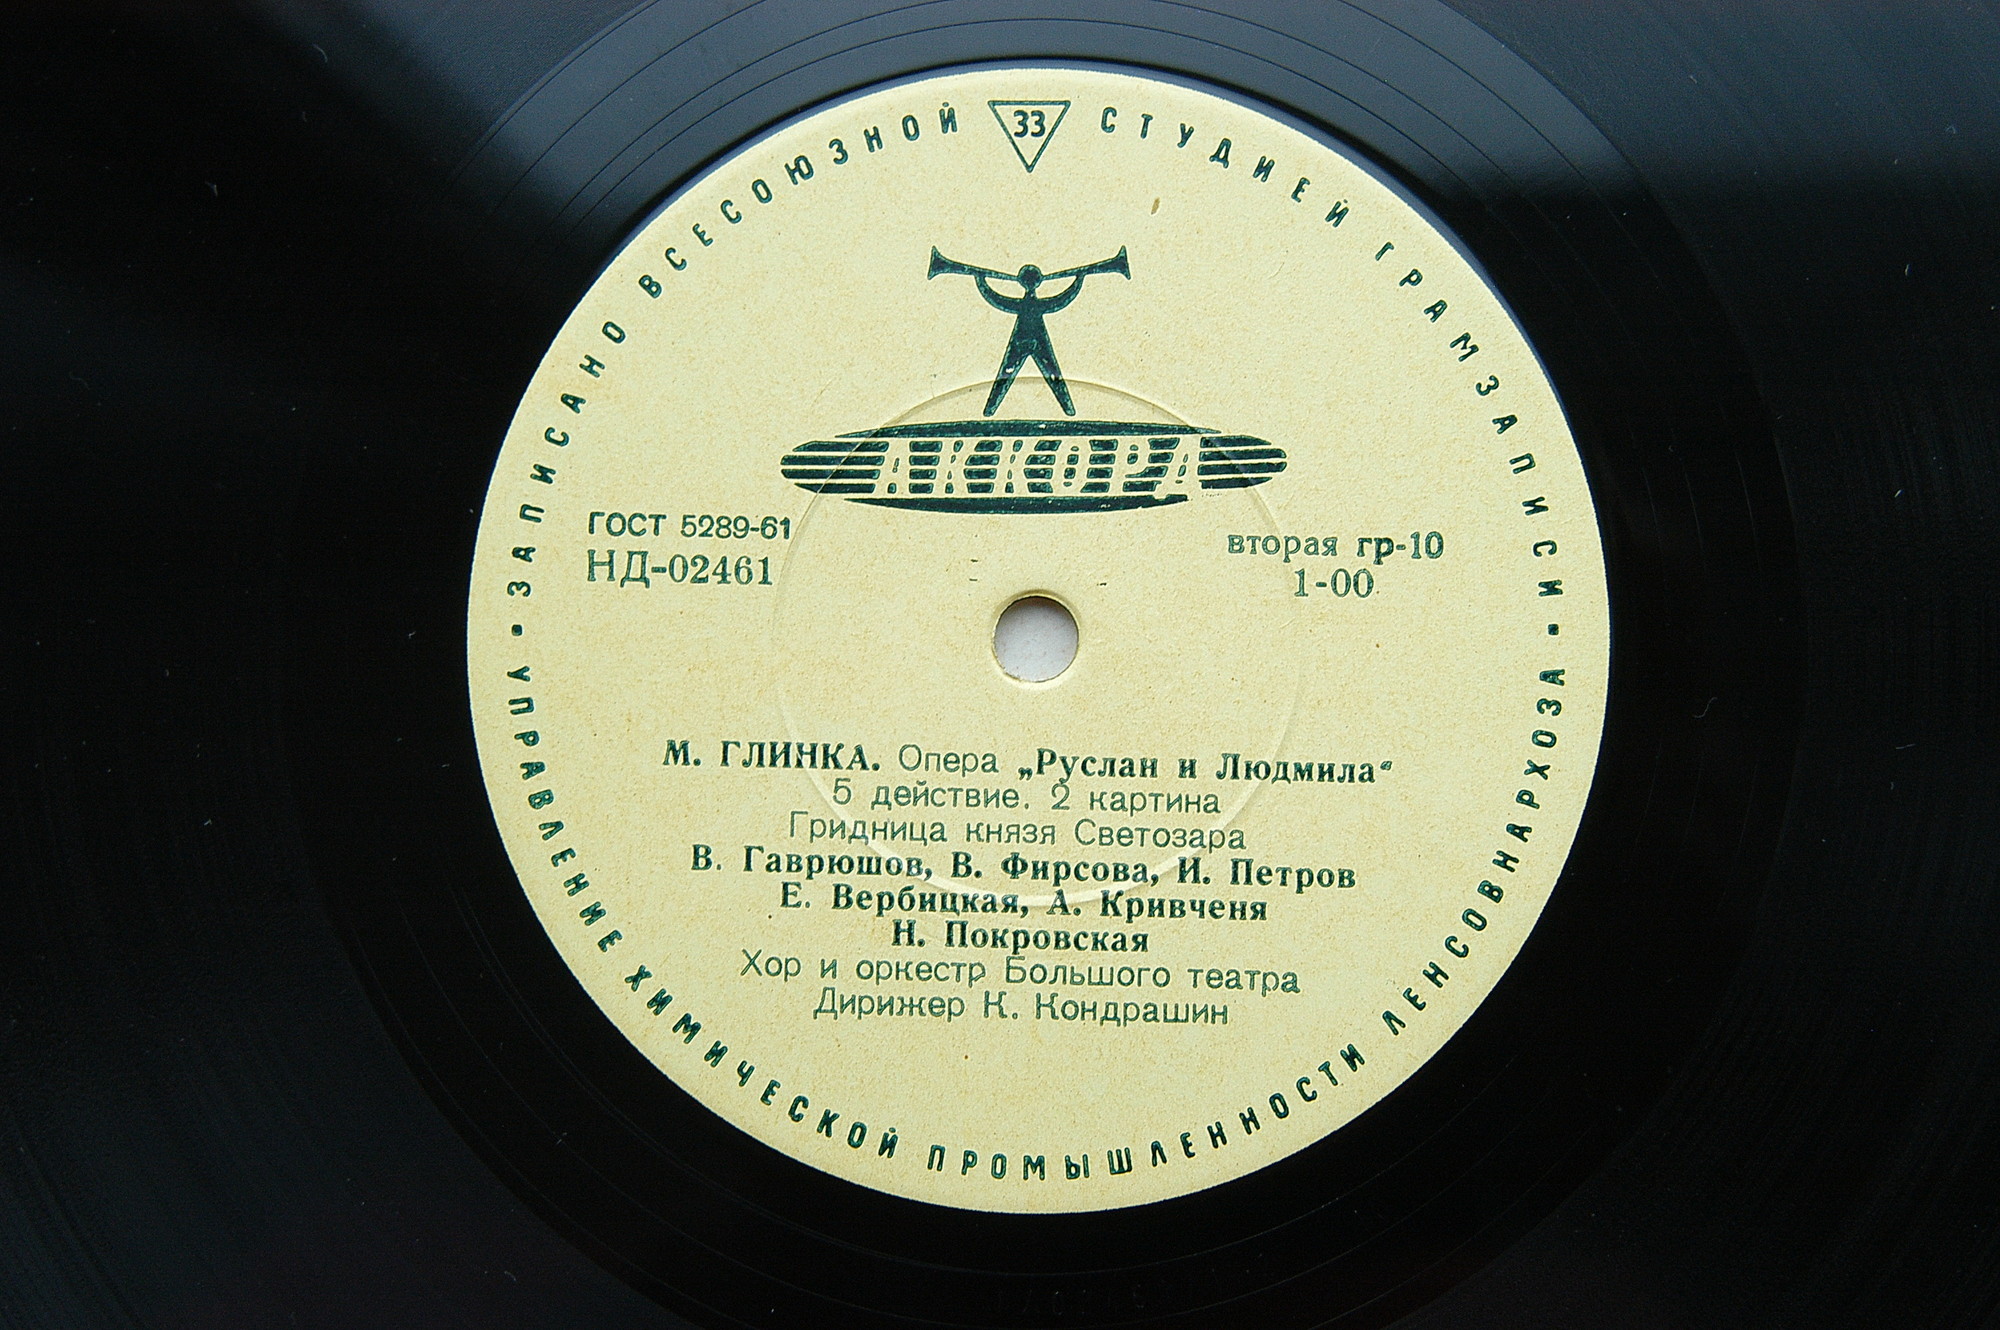 ЗАПИСАНО ВСЕСОЮЗНОЙ СТУДИЕЙ ГРАМЗАПИСИ •
33
АККОРД
ГОСТ 5289-61
НД-02461
вторая гр-10
1-00
М. ГЛИНКА. Опера „Руслан и Людмила“
5 действие. 2 картина
Гридница князя Светозара
В. Гаврюшов, В. Фирсова, И. Петров
Е. Вербицкая, А. Кривченя
Н. Покровская
Хор и оркестр Большого театра
Дирижер К. Кондрашин
УПРАВЛЕНИЕ ХИМИЧЕСКОЙ ПРОМЫШЛЕННОСТИ ЛЕНСОВНАРХОЗА •